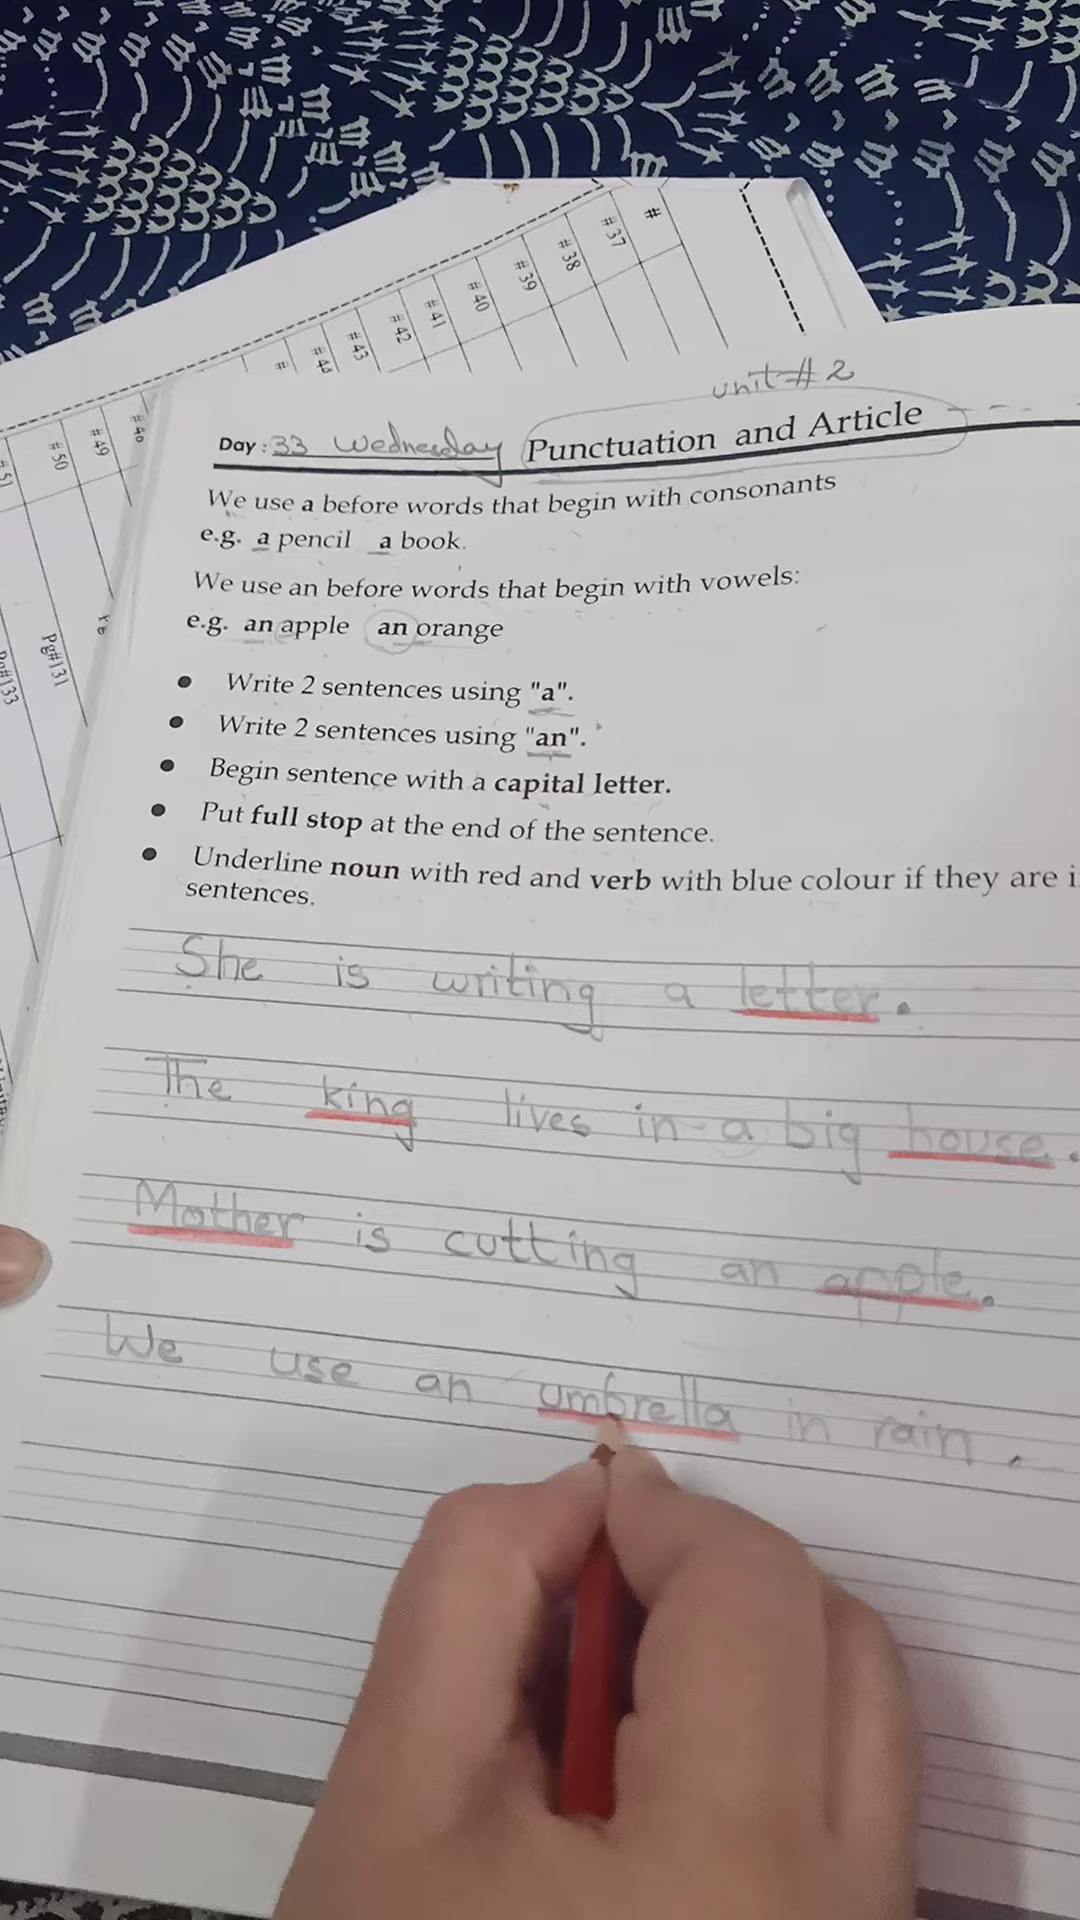 #
#37
#38
#39
#40
#41
#42
#43
#
#49
#50
#51
Pg#131
Pg#133
unit # 2
Day : 33 Wednesday Punctuation and Article
We use a before words that begin with consonants
e.g. a pencil a book.
We use an before words that begin with vowels:
e.g. an apple an orange
• Write 2 sentences using "a".
• Write 2 sentences using "an".
• Begin sentence with a capital letter.
• Put full stop at the end of the sentence.
• Underline noun with red and verb with blue colour if they are i
sentences.
She is writing a letter.
The king lives in a big house.
Mother is cutting an apple.
We use an umbrella in rain.